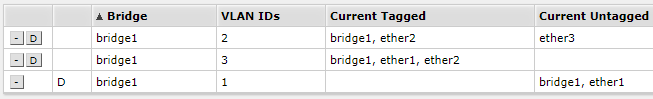 ▲ Bridge VLAN IDs Current Tagged Current Untagged
- D bridge1 2 bridge1, ether2 ether3
- D bridge1 3 bridge1, ether1, ether2
- D bridge1 1 bridge1, ether1